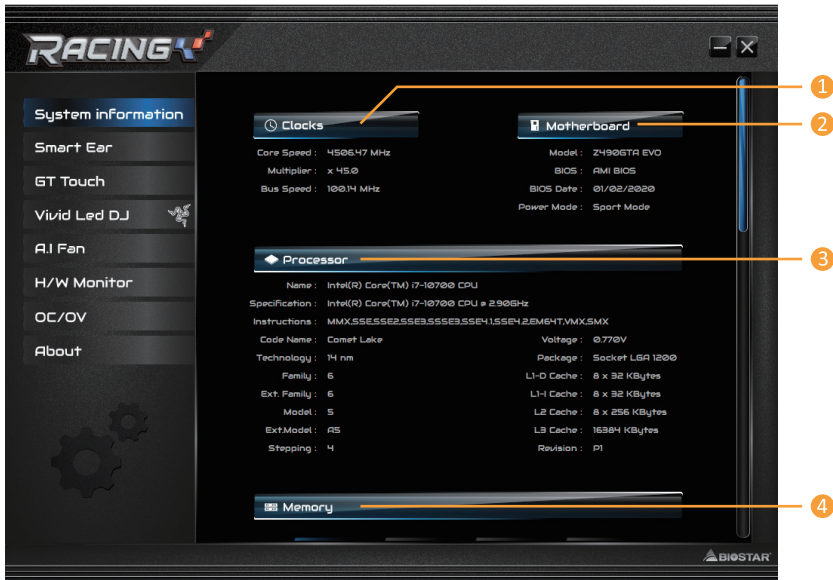 RACING
System information
Smart Ear
GT Touch
Vivid Led DJ
A.I Fan
H/W Monitor
OC/OV
About
Clocks
Core Speed : 4506.47 MHz
Multiplier : x 45.0
Bus Speed : 100.14 MHz
1
Motherboard
Model : Z490GTA EVO
BIOS : AMI BIOS
BIOS Date : 01/02/2020
Power Mode : Sport Mode
2
Processor
3
Name : Intel(R) Core(TM) i7-10700 CPU
Specification : Intel(R) Core(TM) i7-10700 CPU @ 2.90GHz
Instructions : MMX,SSE,SSE2,SSE3,SSSE3,SSE4.1,SSE4.2,EM64T,VMX,SMX
Code Name : Comet Lake
Technology : 14 nm
Family : 6
Ext. Family : 6
Model : 5
Ext.Model : A5
Stepping : 4
Voltage : 0.770V
Package : Socket LGA 1200
L1-D Cache : 8 x 32 KBytes
L1-I Cache : 8 x 32 KBytes
L2 Cache : 8 x 256 KBytes
L3 Cache : 16384 KBytes
Revision : P1
Memory
4
BIOSTAR